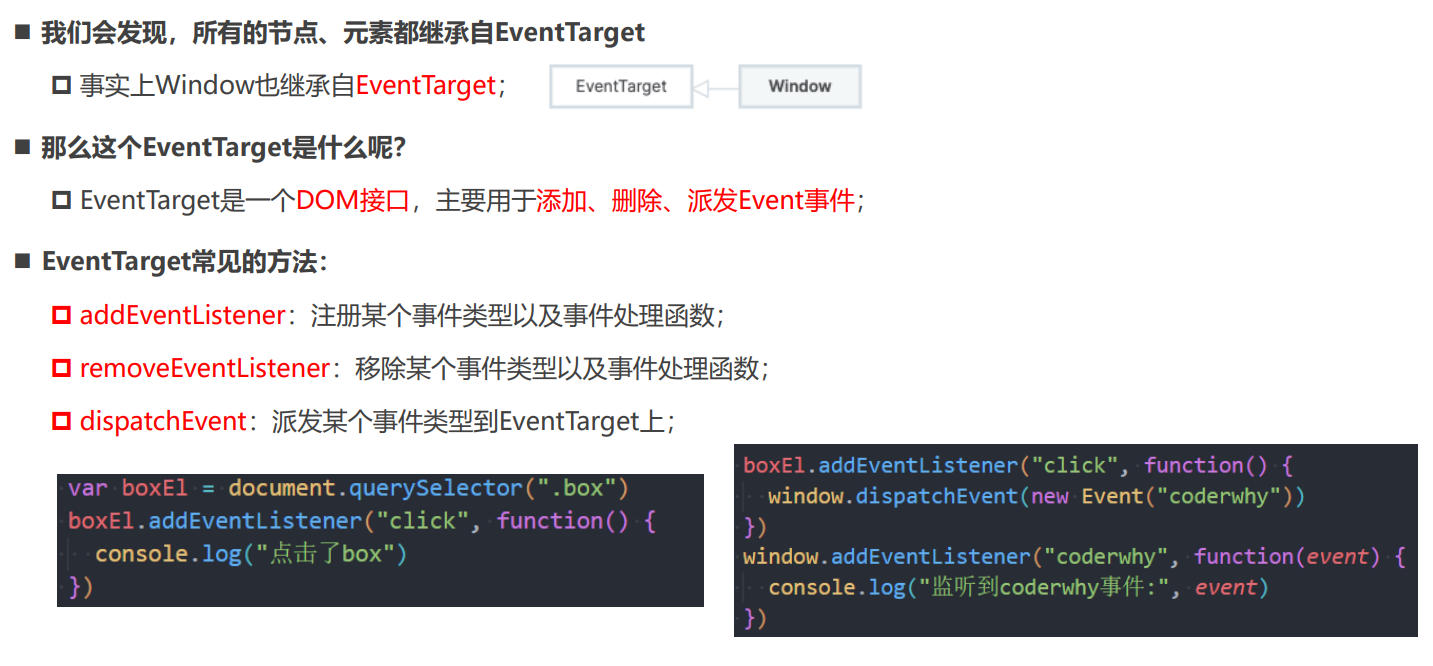 我们会发现，所有的节点、元素都继承自EventTarget
事实上Window也继承自EventTarget；
EventTarget
Window
那么这个EventTarget是什么呢？
EventTarget是一个DOM接口，主要用于添加、删除、派发Event事件；
EventTarget常见的方法：
addEventListener：注册某个事件类型以及事件处理函数；
removeEventListener：移除某个事件类型以及事件处理函数；
dispatchEvent：派发某个事件类型到EventTarget上；
var boxEl = document.querySelector(".box")
boxEl.addEventListener("click", function() {
  console.log("点击了box")
})
boxEl.addEventListener("click", function() {
  window.dispatchEvent(new Event("coderwhy"))
})
window.addEventListener("coderwhy", function(event) {
  console.log("监听到coderwhy事件:", event)
})